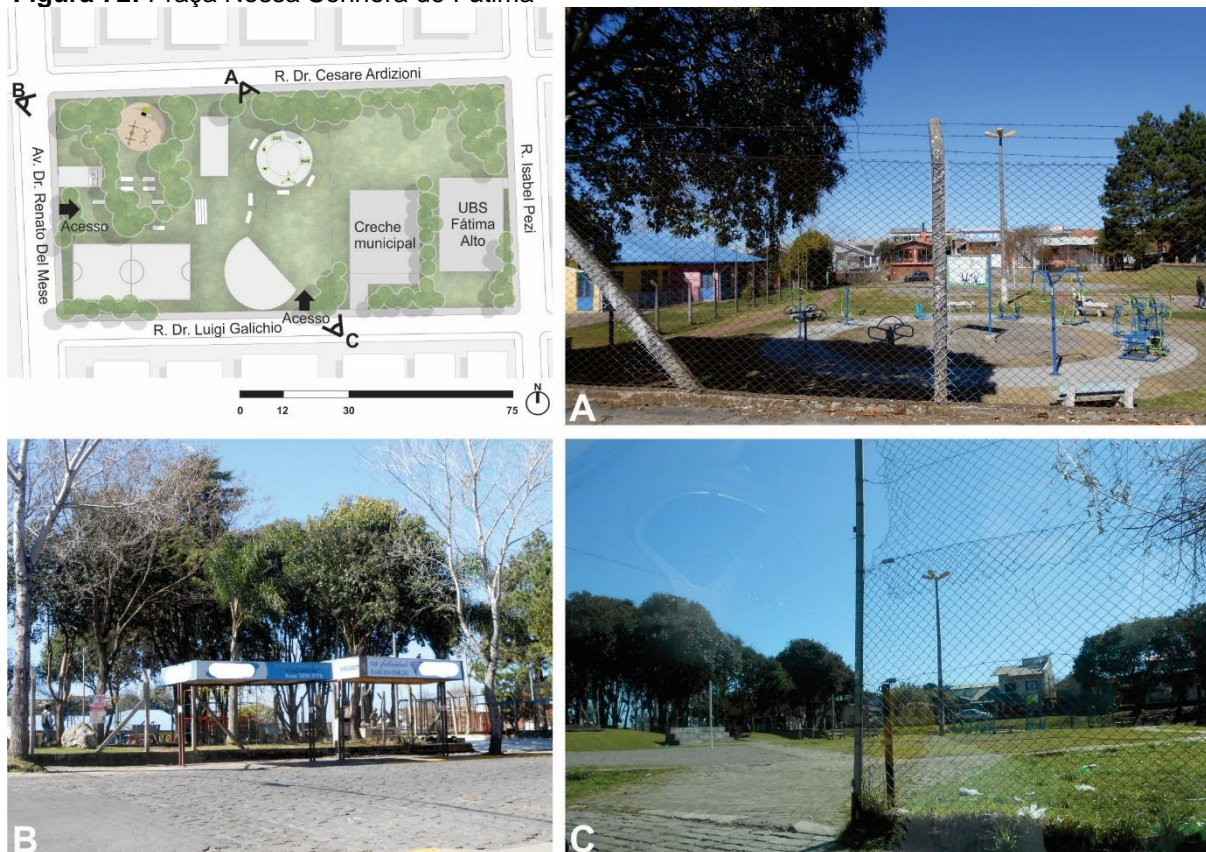 Figura 72: Praça Nossa Senhora de Fátima
R. Dr. Cesare Ardizioni
A
B
Av. Dr. Renato Del Mese
R. Isabel Pezi
Acesso
Creche
municipal
UBS
Fátima
Alto
Acesso
R. Dr. Luigi Galichio
C
0 12 30 75
N
A
B
C